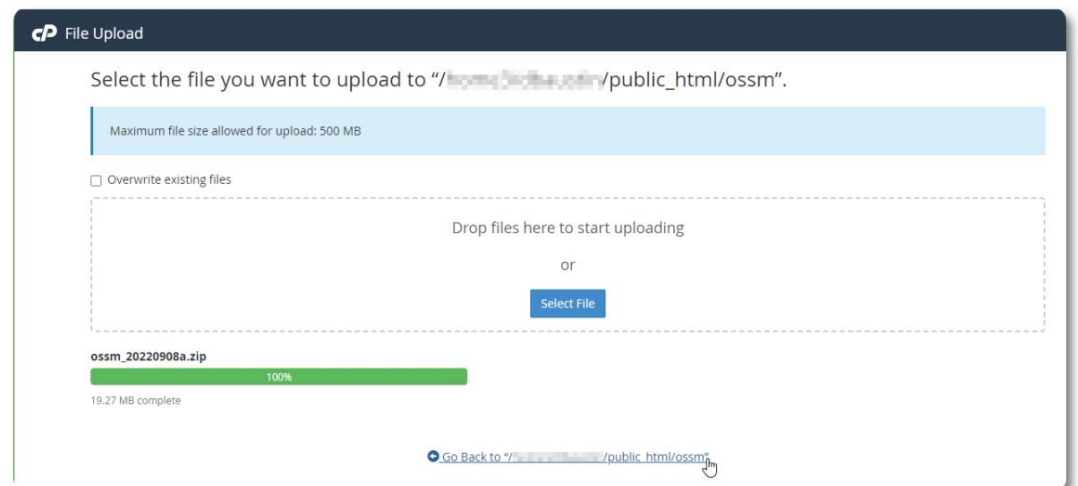 cP File Upload
Select the file you want to upload to "/ /public_html/ossm".
Maximum file size allowed for upload: 500 MB
Overwrite existing files
Drop files here to start uploading
or
Select File
ossm_20220908a.zip
100%
19.27 MB complete
Go Back to "/ /public_html/ossm"